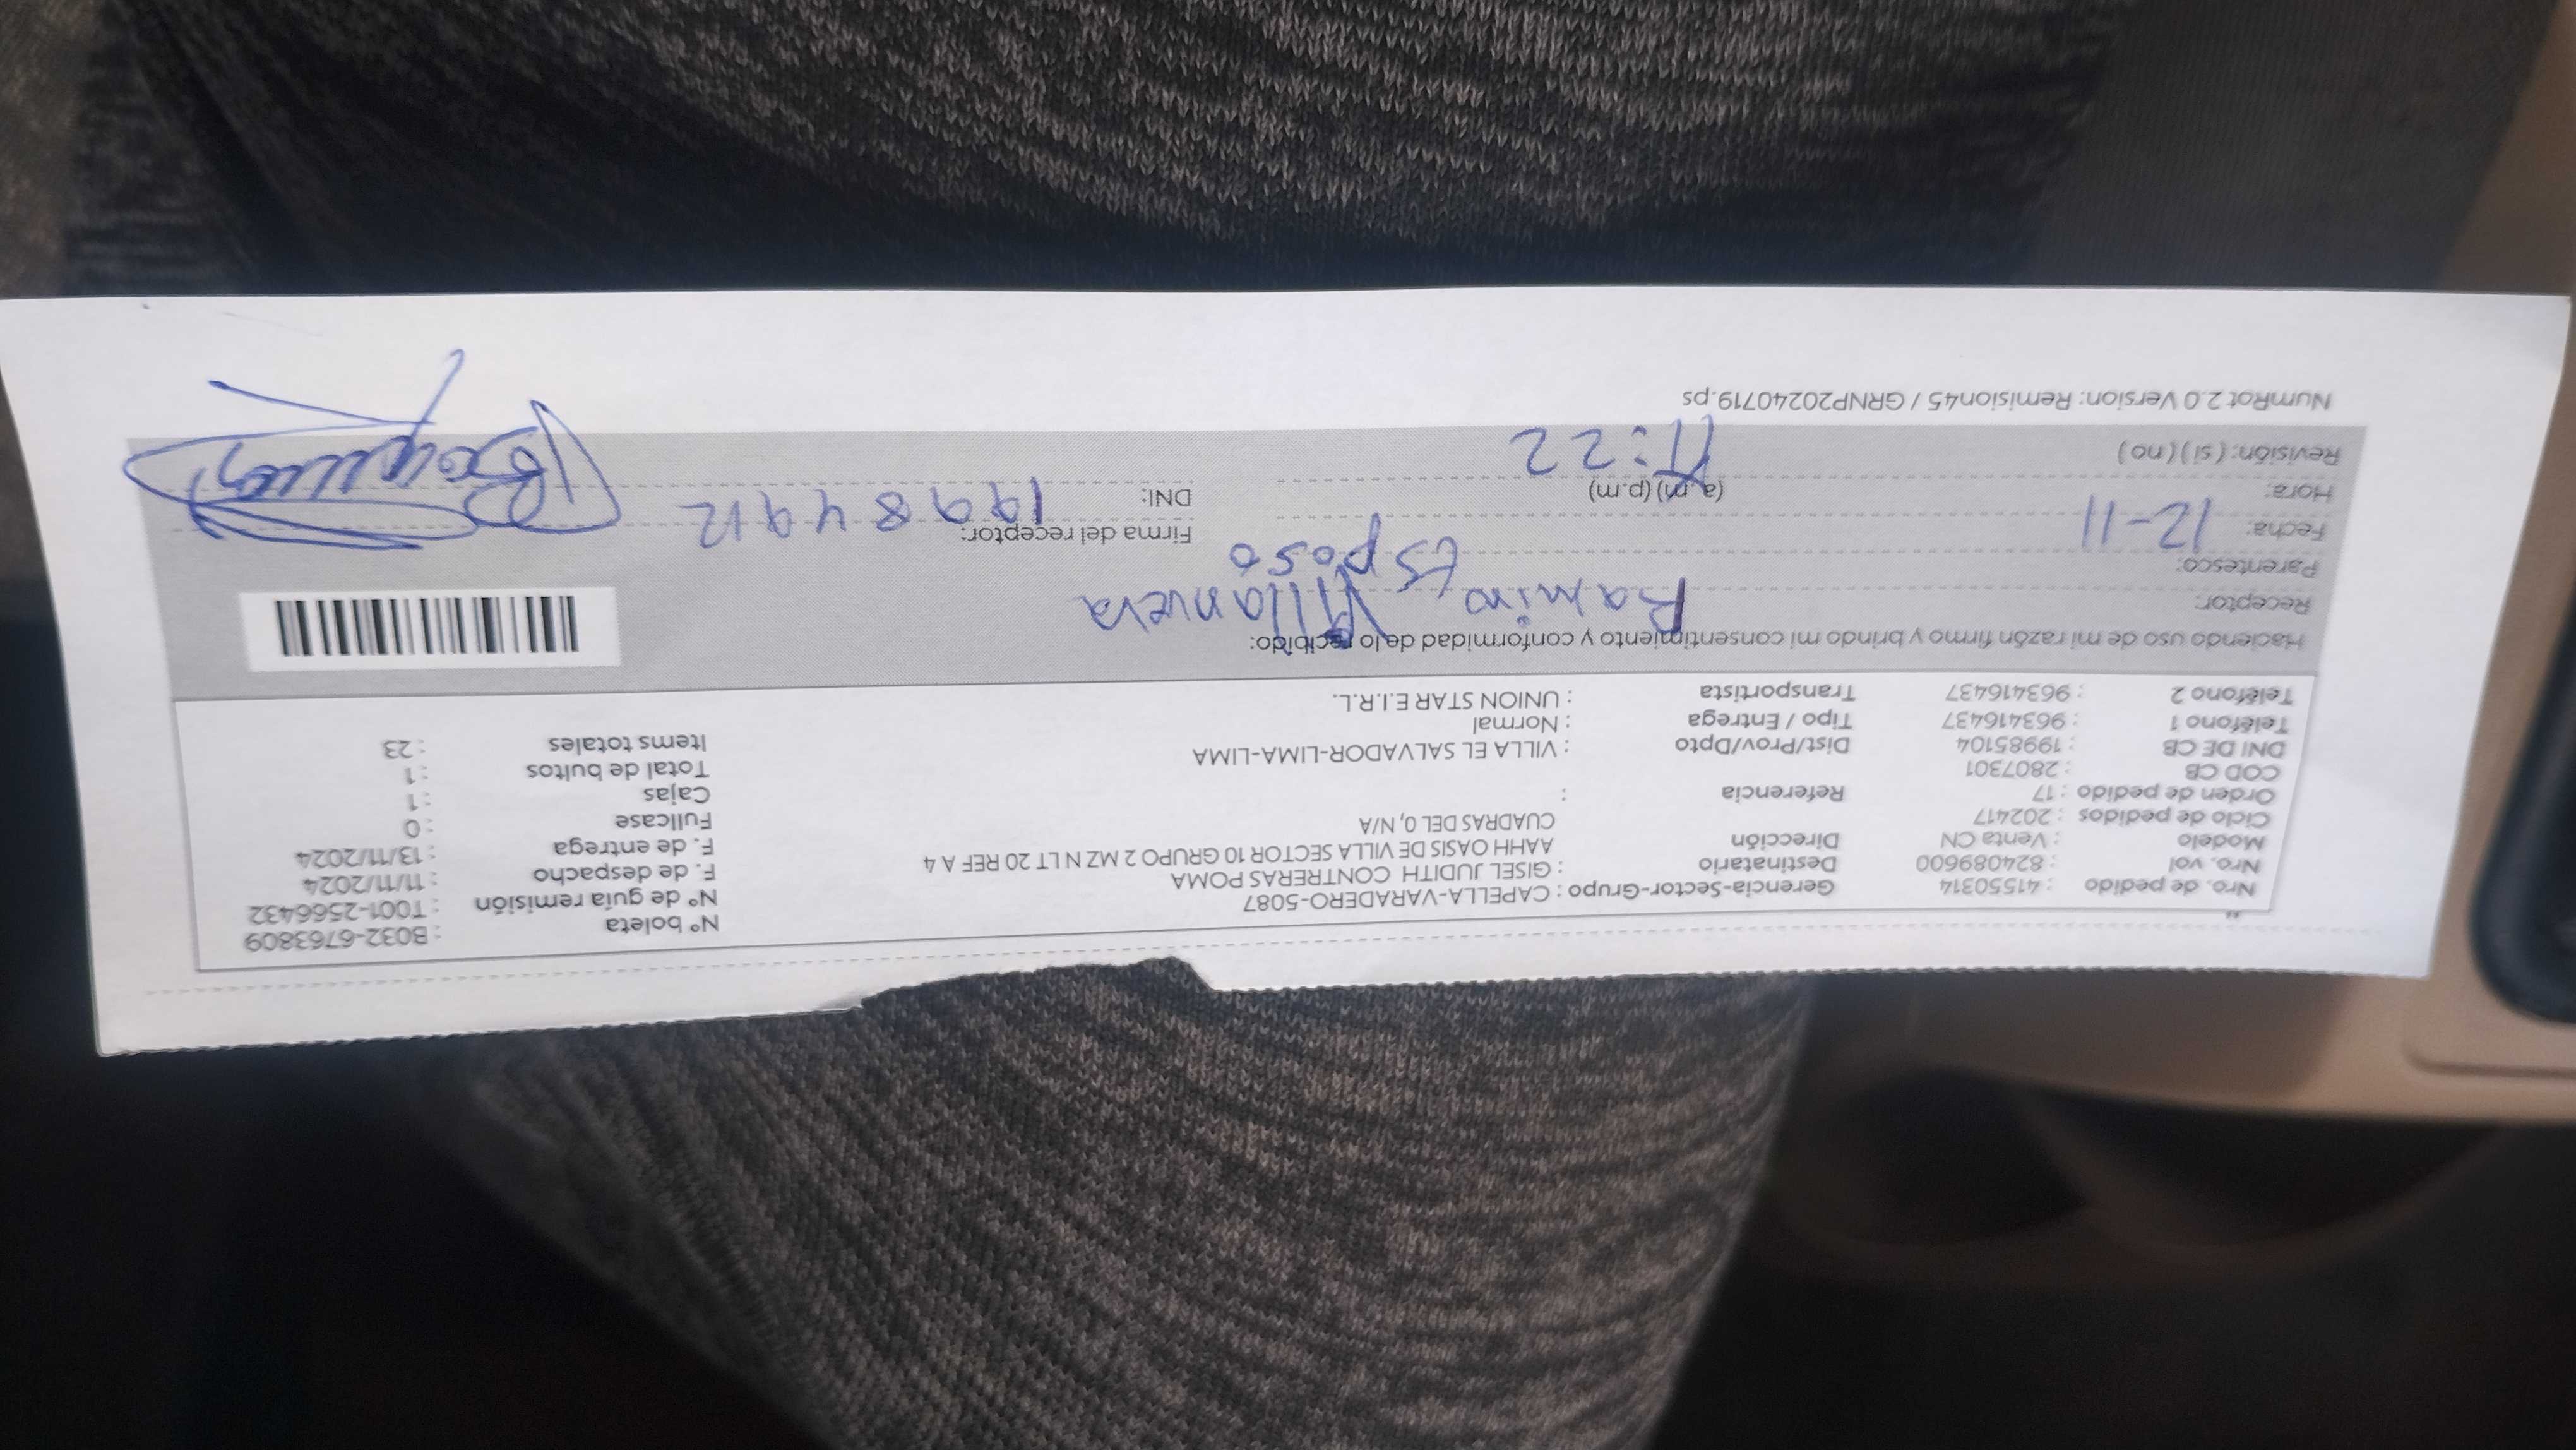 Nro. de pedido : 41550314 Gerencia-Sector-Grupo : CAPELLA-VARADERO-5087 N° boleta : B032-6763809
Nro. vol : 824089600 Destinatario : GISEL JUDITH CONTRERAS POMA N° de guía remisión : T001-2566432
Modelo : Venta CN Dirección AAHH OASIS DE VILLA SECTOR 10 GRUPO 2 MZ N LT 20 REF A 4 F. de despacho : 11/11/2024
Ciclo de pedidos : 202417 CUADRAS DEL 0, N/A F. de entrega : 13/11/2024
Orden de pedido : 17 Referencia : Fullcase : 0
COD CB : 2807301 Cajas : 1
DNI DE CB : 19985104 Dist/Prov/Dpto : VILLA EL SALVADOR-LIMA-LIMA Total de bultos : 1
Teléfono 1 : 963416437 Tipo / Entrega : Normal Items totales : 23
Teléfono 2 : 963416437 Transportista : UNION STAR E.I.R.L.
Haciendo uso de mi razón firmo y brindo mi consentimiento y conformidad de lo recibido:
Receptor: Ramiro Villanueva
Parentesco: Esposo
Fecha: 12-11 Firma del receptor:
Hora: 11:22 (a.m) (p.m) DNI: 19984912
Revisión: ( si ) ( no )
NumRot 2.0 Version: Remision45 / GRNP20240719.ps